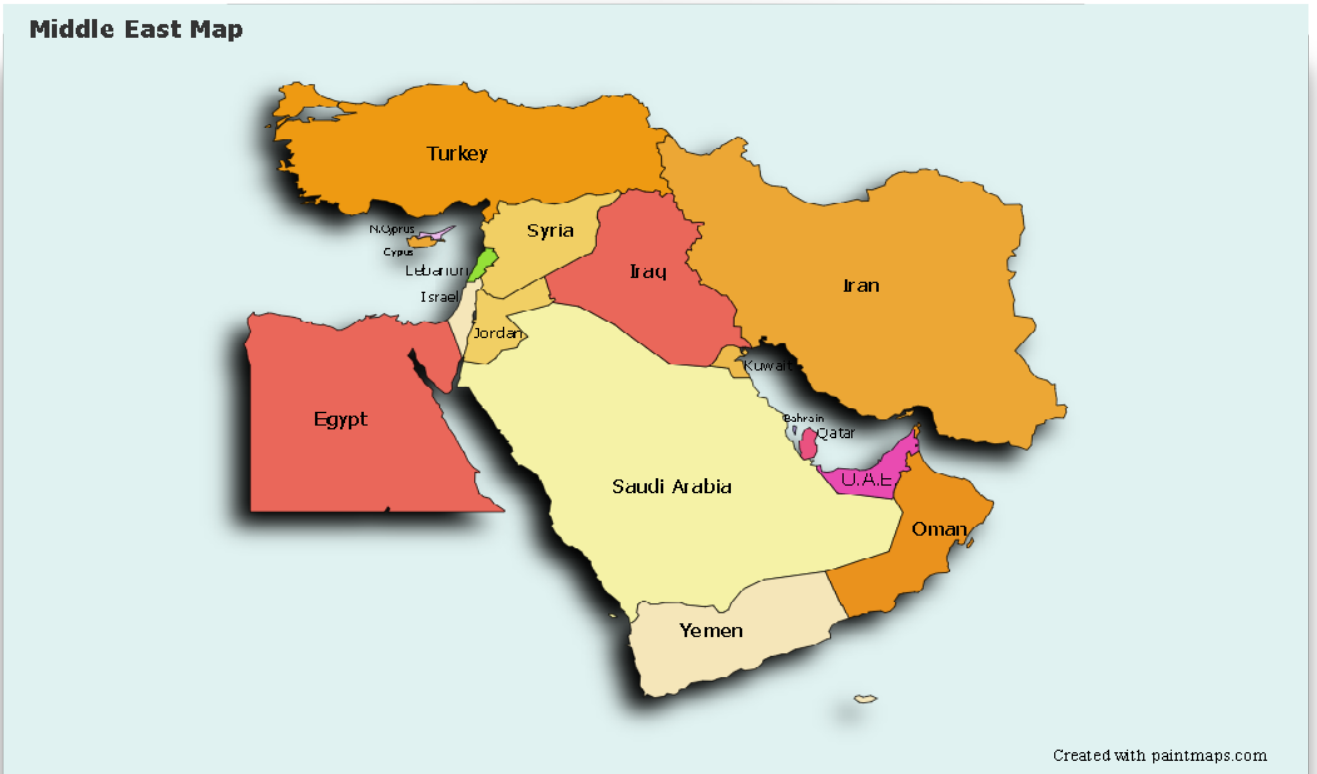 Middle East Map
Turkey
N.Cyprus
Cypus
Syria
Lebanon
Iraq
Israel
Iran
Jordan
Kuwait
Egypt
Bahrain
Qatar
Saudi Arabia
U.A.E
Oman
Yemen
Created with paintmaps.com